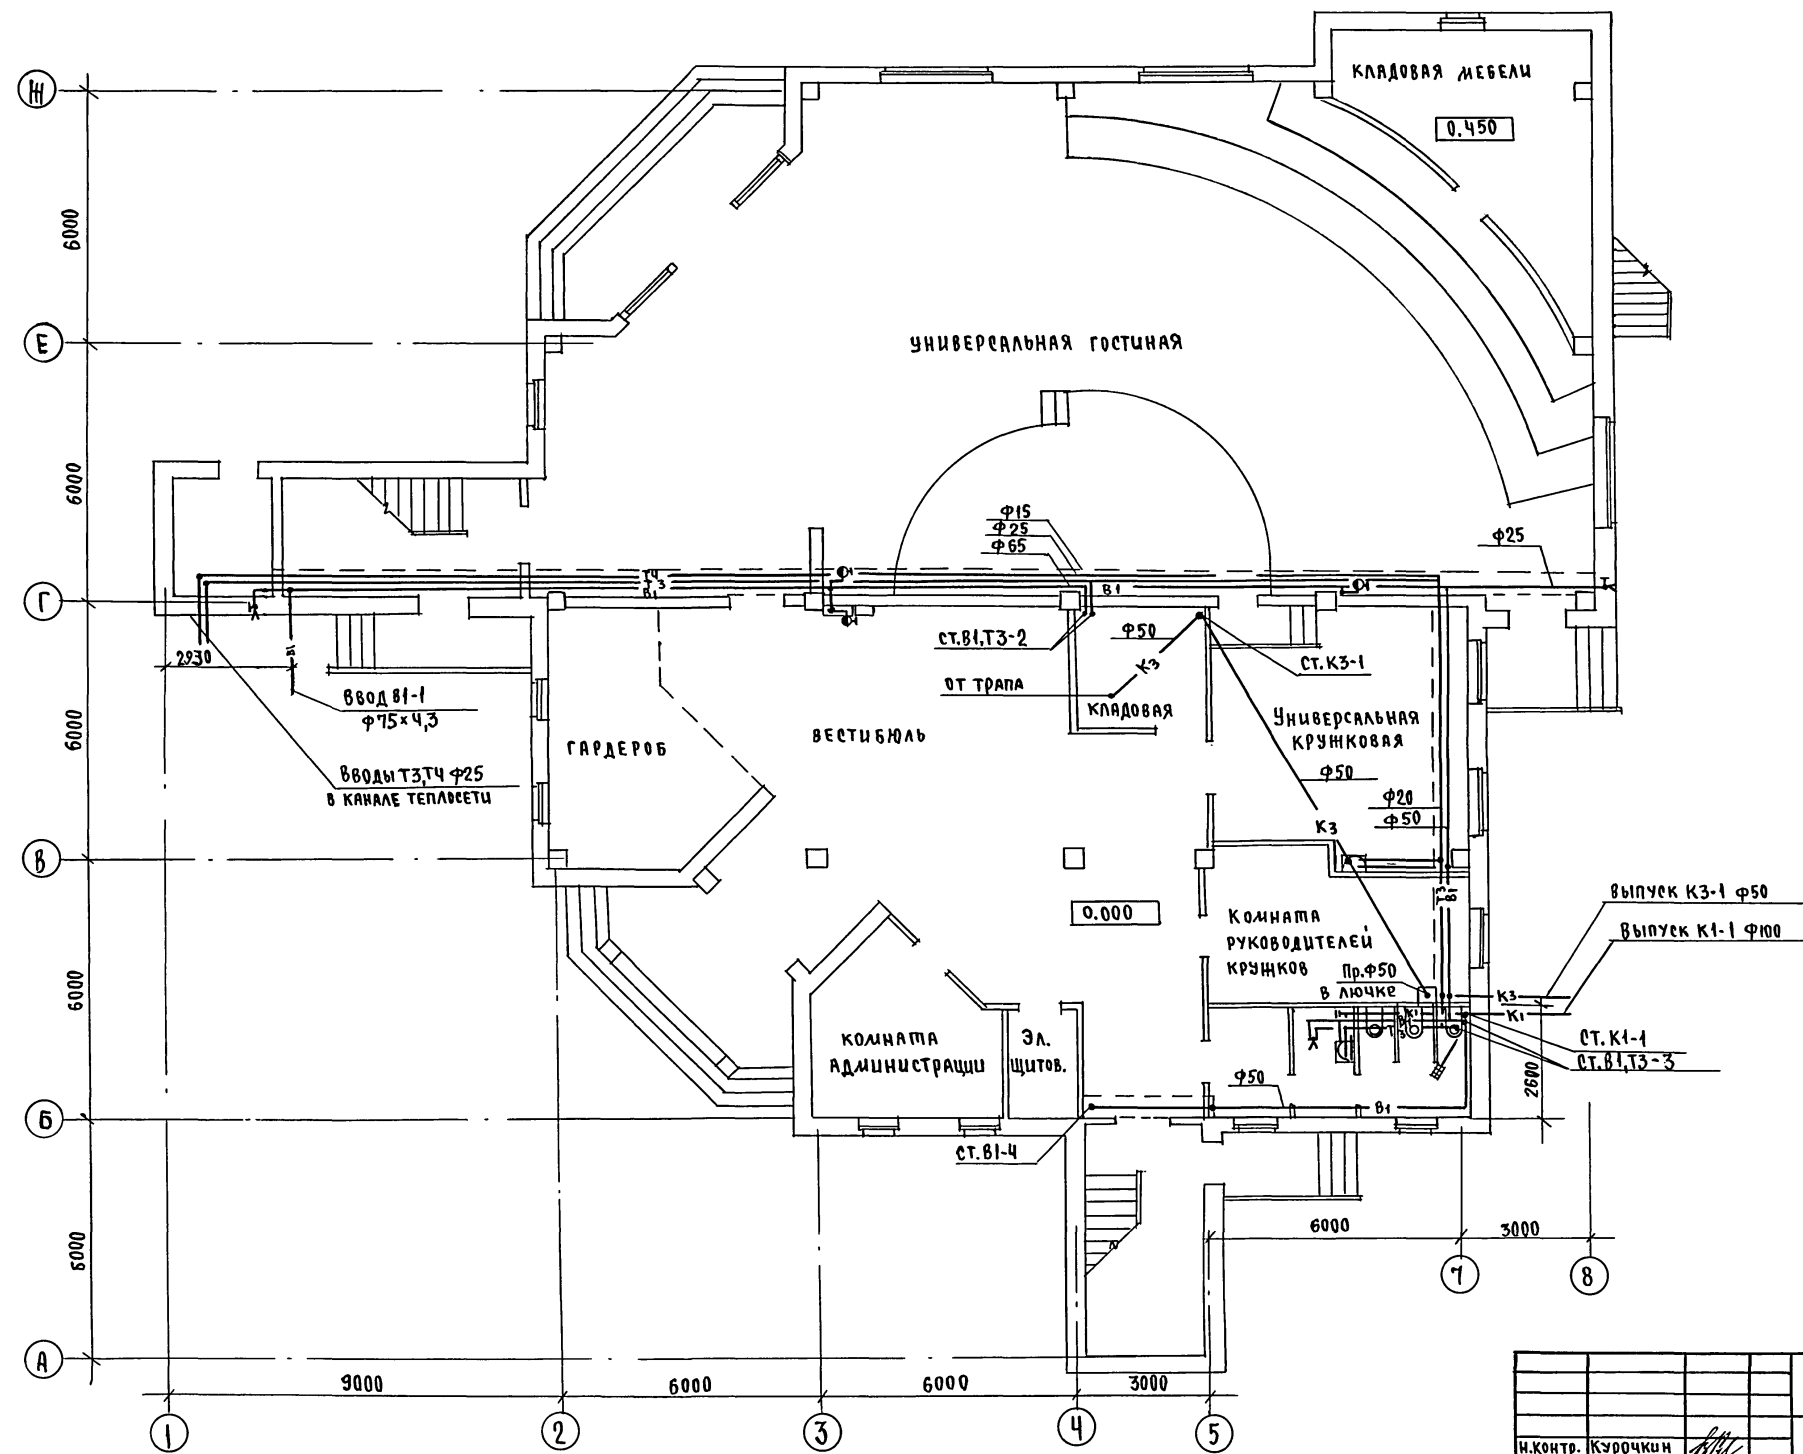 Ж
КЛАДОВАЯ МЕБЕЛИ
0.450
6000
Е
УНИВЕРСАЛЬНАЯ ГОСТИНАЯ
6000
Ф15
Ф25
Ф65
Ф25
Т4
Т3
В1
В1
Г
2930
В1
СТ.В1,Т3-2
Ф50
К3
СТ.К3-1
ОТ ТРАПА
КЛАДОВАЯ
ВВОД В1-1
Ф75×4,3
6000
ГАРДЕРОБ
ВЕСТИБЮЛЬ
УНИВЕРСАЛЬНАЯ
КРУЖКОВАЯ
Ф50
ВВОДЫ Т3,Т4 Ф25
В КАНАЛЕ ТЕПЛОСЕТИ
Ф20
Ф50
К3
В
Т3
В1
0.000
ВЫПУСК К3-1 Ф50
ВЫПУСК К1-1 Ф100
КОМНАТА
РУКОВОДИТЕЛЕЙ
КРУЖКОВ
Пр.Ф50
В ЛЮЧКЕ
6000
К3
К1
К1
КОМНАТА
АДМИНИСТРАЦИИ
ЭЛ.
ЩИТОВ.
СТ.К1-1
СТ.В1,Т3-3
Ф50
В1
2600
Б
СТ.В1-4
6000
6000
3000
7
8
А
9000
6000
6000
3000
1
2
3
4
5
Н.КОНТР. КУРОЧКИН